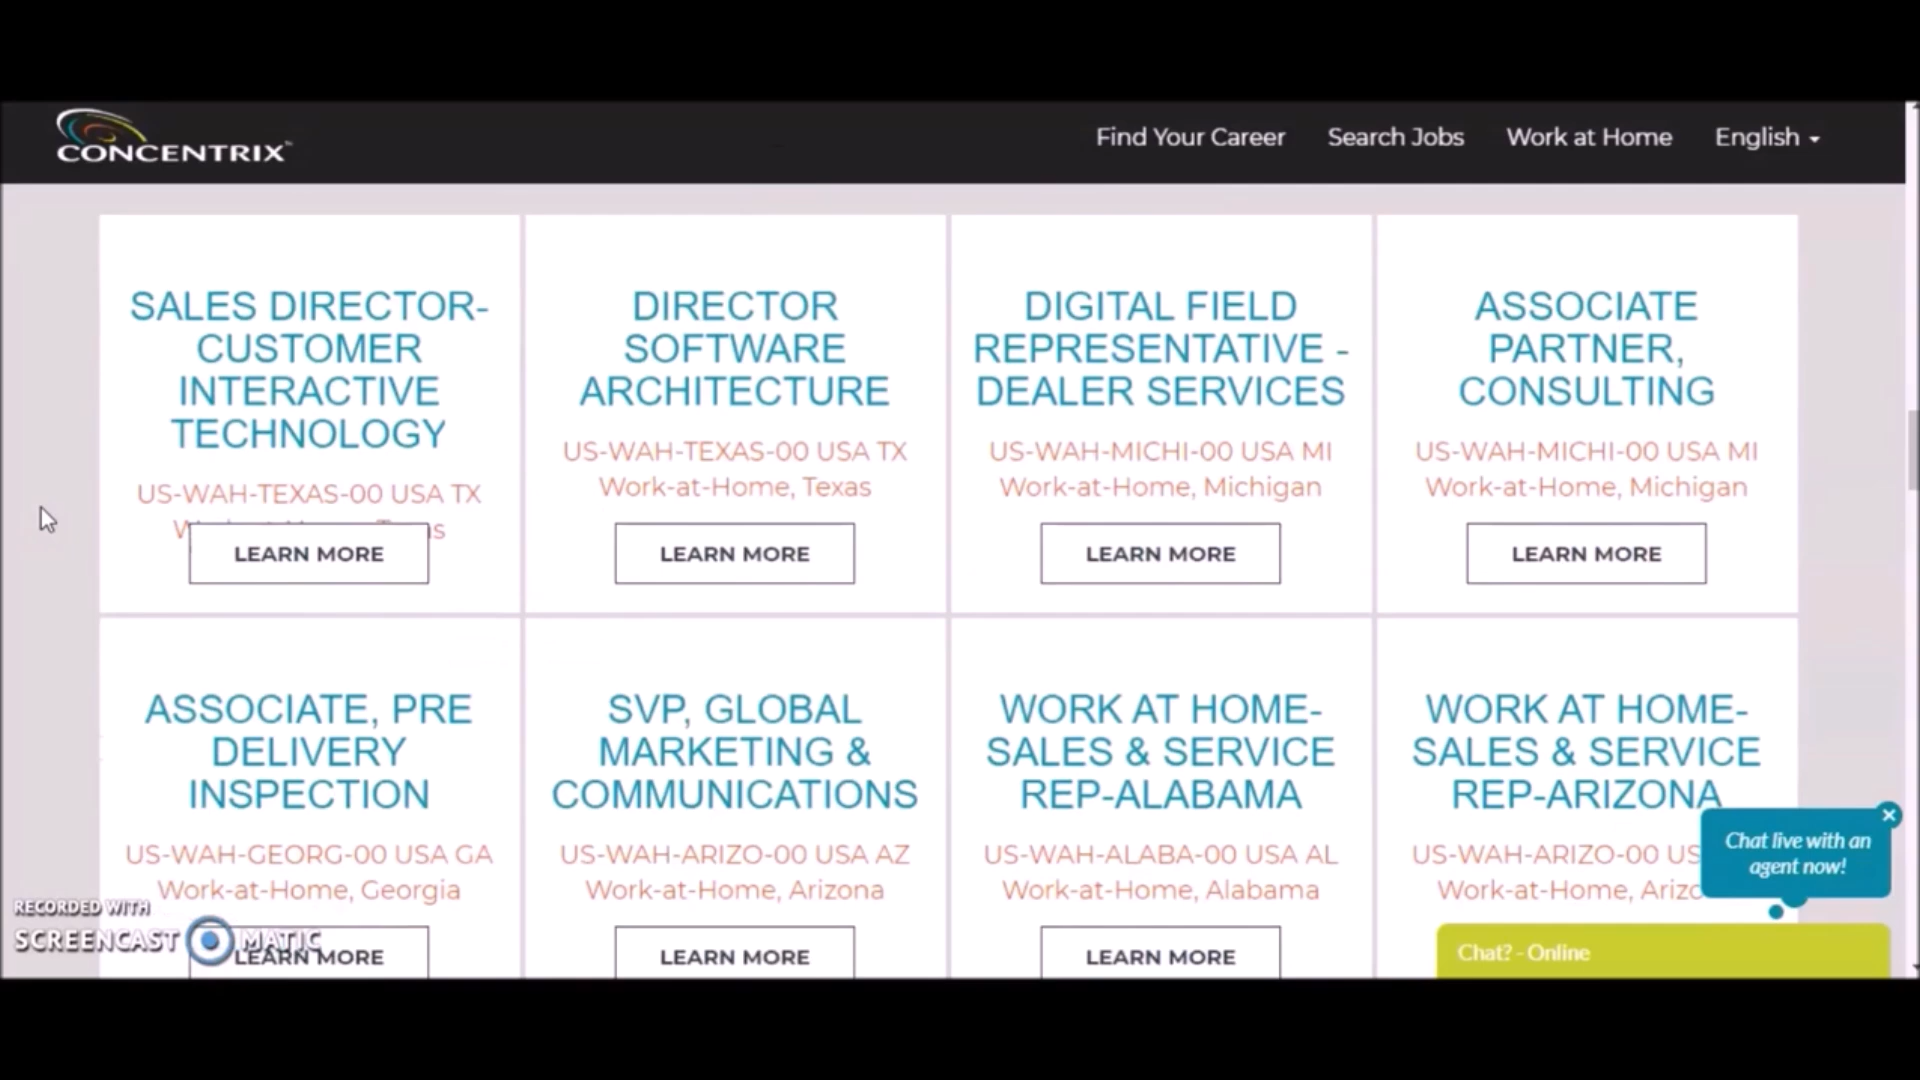 CONCENTRIX
Find Your Career
Search Jobs
Work at Home
English
SALES DIRECTOR-
CUSTOMER
INTERACTIVE
TECHNOLOGY
US-WAH-TEXAS-00 USA TX
LEARN MORE
DIRECTOR
SOFTWARE
ARCHITECTURE
US-WAH-TEXAS-00 USA TX
Work-at-Home, Texas
LEARN MORE
DIGITAL FIELD
REPRESENTATIVE -
DEALER SERVICES
US-WAH-MICHI-00 USA MI
Work-at-Home, Michigan
LEARN MORE
ASSOCIATE
PARTNER,
CONSULTING
US-WAH-MICHI-00 USA MI
Work-at-Home, Michigan
LEARN MORE
ASSOCIATE, PRE
DELIVERY
INSPECTION
US-WAH-GEORG-00 USA GA
Work-at-Home, Georgia
LEARN MORE
SVP, GLOBAL
MARKETING &
COMMUNICATIONS
US-WAH-ARIZO-00 USA AZ
Work-at-Home, Arizona
LEARN MORE
WORK AT HOME-
SALES & SERVICE
REP-ALABAMA
US-WAH-ALABA-00 USA AL
Work-at-Home, Alabama
LEARN MORE
WORK AT HOME-
SALES & SERVICE
REP-ARIZONA
US-WAH-ARIZO-00 US
Work-at-Home, Arizo
Chat live with an
agent now!
Chat? - Online
RECORDED WITH
SCREENCAST MATIC